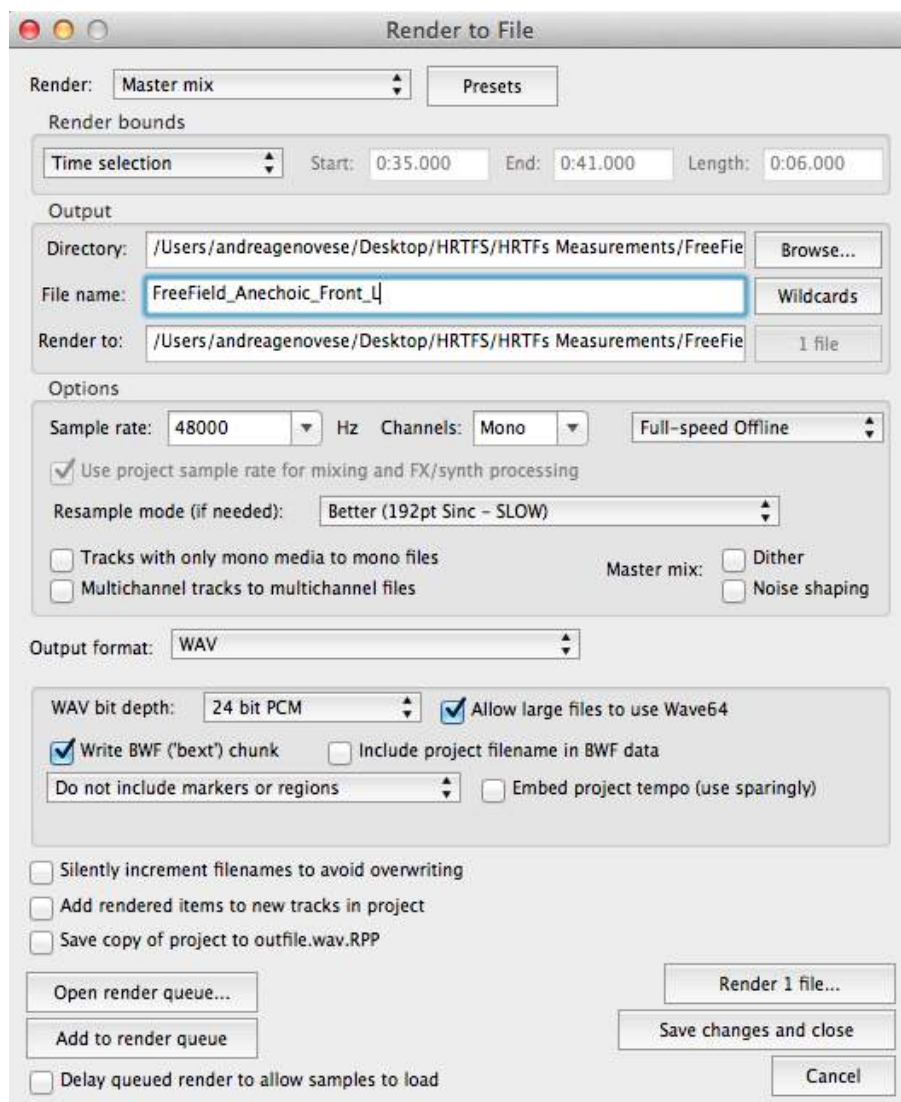 Render to File
Render: Master mix Presets
Render bounds
Time selection Start: 0:35.000 End: 0:41.000 Length: 0:06.000
Output
Directory: /Users/andreagenovese/Desktop/HRTFS/HRTFs Measurements/FreeFie Browse...
File name: FreeField_Anechoic_Front_L Wildcards
Render to: /Users/andreagenovese/Desktop/HRTFS/HRTFs Measurements/FreeFie 1 file
Options
Sample rate: 48000 Hz Channels: Mono Full-speed Offline
Use project sample rate for mixing and FX/synth processing
Resample mode (if needed): Better (192pt Sinc - SLOW)
Tracks with only mono media to mono files Master mix: Dither
Multichannel tracks to multichannel files Noise shaping
Output format: WAV
WAV bit depth: 24 bit PCM Allow large files to use Wave64
Write BWF ('bext') chunk Include project filename in BWF data
Do not include markers or regions Embed project tempo (use sparingly)
Silently increment filenames to avoid overwriting
Add rendered items to new tracks in project
Save copy of project to outfile.wav.RPP
Open render queue... Render 1 file...
Add to render queue Save changes and close
Delay queued render to allow samples to load Cancel